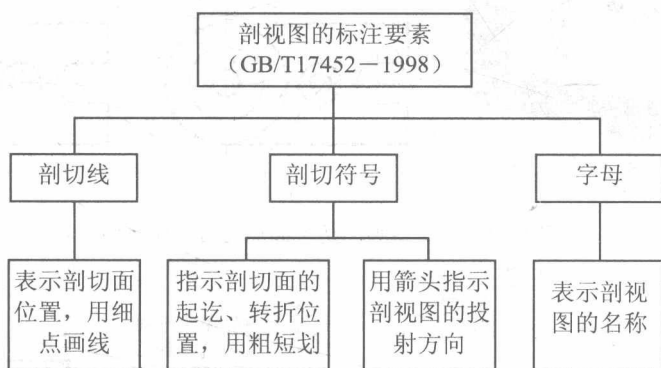 剖视图的标注要素
（GB/T17452－1998）
剖切线
剖切符号
字母
表示剖切面
位置，用细
点画线
指示剖切面的
起讫、转折位
置，用粗短划
用箭头指示
剖视图的投
射方向
表示剖视
图的名称